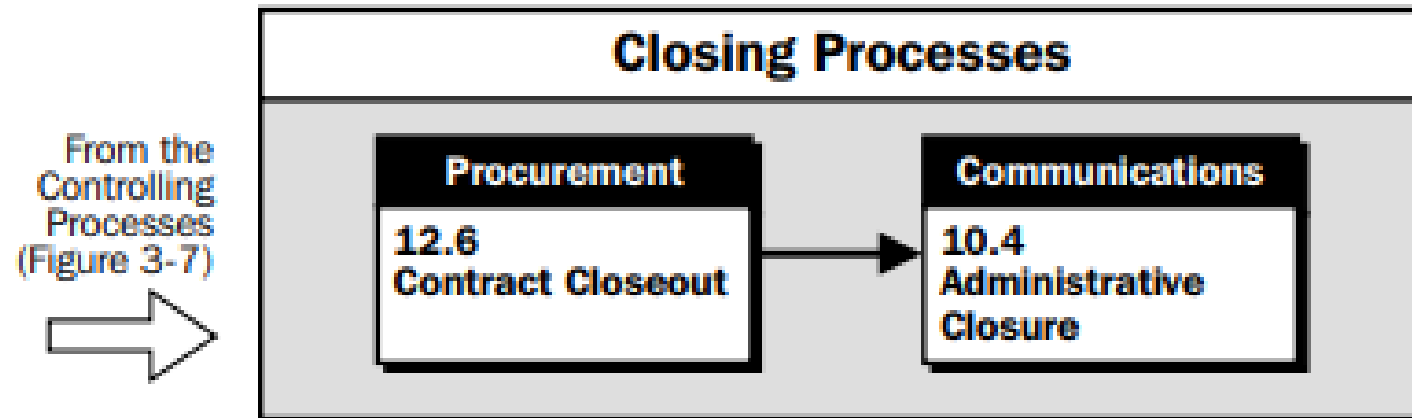 Closing Processes
From the
Controlling
Processes
(Figure 3-7)
Procurement
12.6
Contract Closeout
Communications
10.4
Administrative
Closure